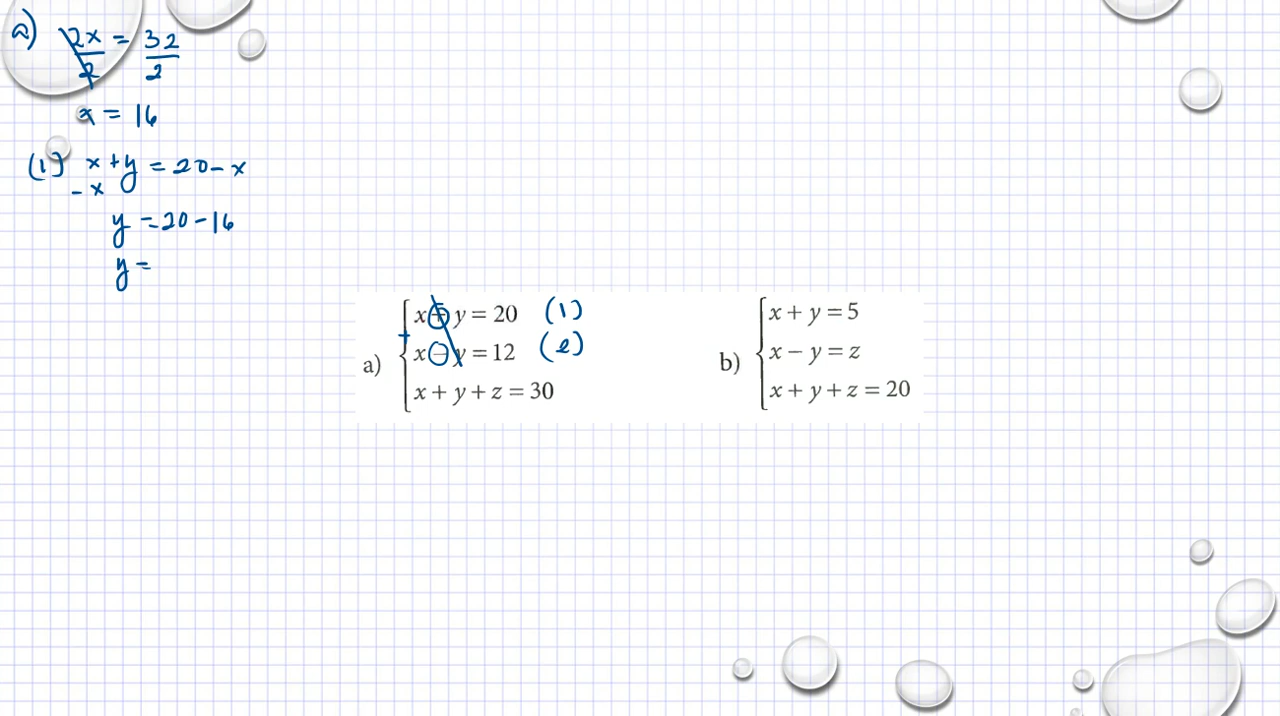 a) 2x/2 = 32/2
x = 16
(1) x + y = 20 - x
- x
y = 20 - 16
y =
a) x + y = 20 (1)
x − y = 12 (2)
x + y + z = 30
b) x + y = 5
x − y = z
x + y + z = 20